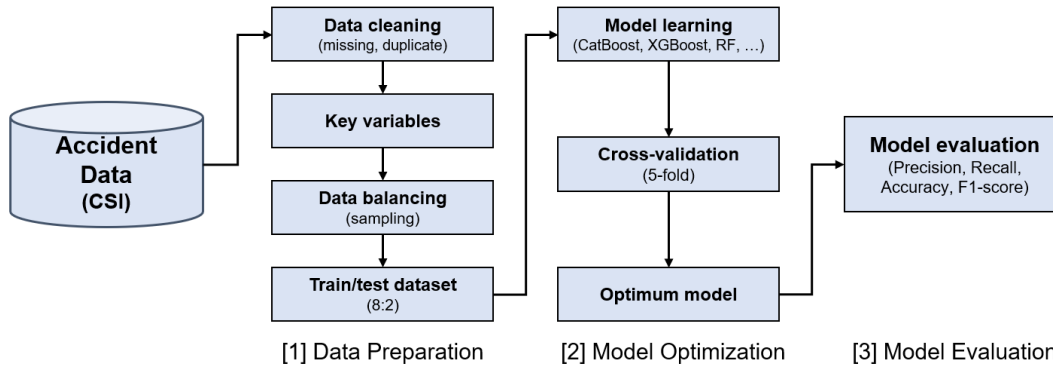 Accident
Data
(CSI)
Data cleaning
(missing, duplicate)
Key variables
Data balancing
(sampling)
Train/test dataset
(8:2)
[1] Data Preparation
Model learning
(CatBoost, XGBoost, RF, …)
Cross-validation
(5-fold)
Optimum model
[2] Model Optimization
Model evaluation
(Precision, Recall,
Accuracy, F1-score)
[3] Model Evaluation